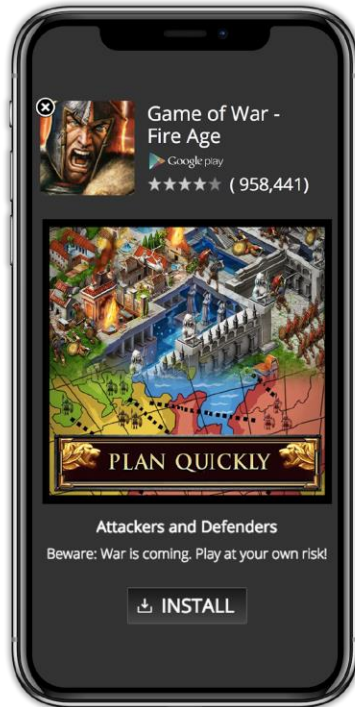 Game of War -
Fire Age
Google play
( 958,441)
PLAN QUICKLY
Attackers and Defenders
Beware: War is coming. Play at your own risk!
INSTALL